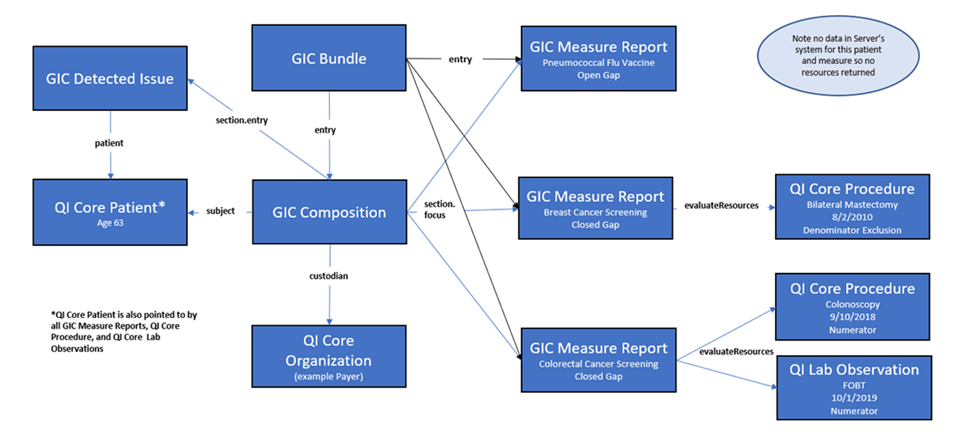 GIC Detected Issue
GIC Bundle
entry
GIC Measure Report
Pneumococcal Flu Vaccine
Open Gap
Note no data in Server's
system for this patient
and measure so no
resources returned
section.entry
entry
patient
QI Core Patient*
Age 63
subject
GIC Composition
section.
focus
GIC Measure Report
Breast Cancer Screening
Closed Gap
evaluateResources
QI Core Procedure
Bilateral Mastectomy
8/2/2010
Denominator Exclusion
custodian
*QI Core Patient is also pointed to by
all GIC Measure Reports, QI Core
Procedure, and QI Core Lab
Observations
QI Core
Organization
(example Payer)
GIC Measure Report
Colorectal Cancer Screening
Closed Gap
evaluateResources
QI Core Procedure
Colonoscopy
9/10/2018
Numerator
QI Lab Observation
FOBT
10/1/2019
Numerator